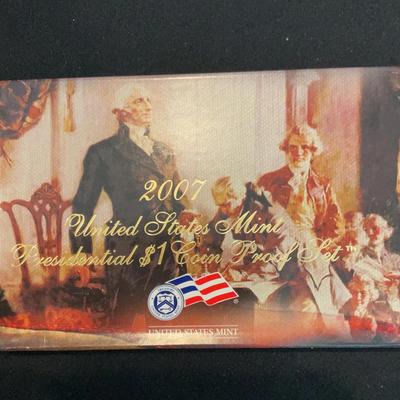 2007
United States Mint
Presidential $1 Coin Proof Set™
UNITED STATES MINT